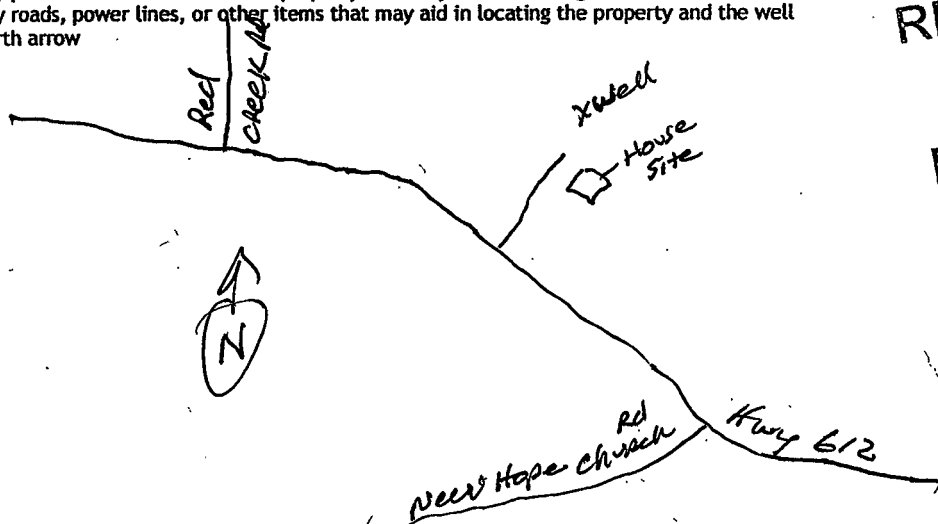 roads, power lines, or other items that may aid in locating the property and the well
rth arrow
Red
Creek Rd
x well
House
Site
N
New Hope Church
Rd
Hwy 612